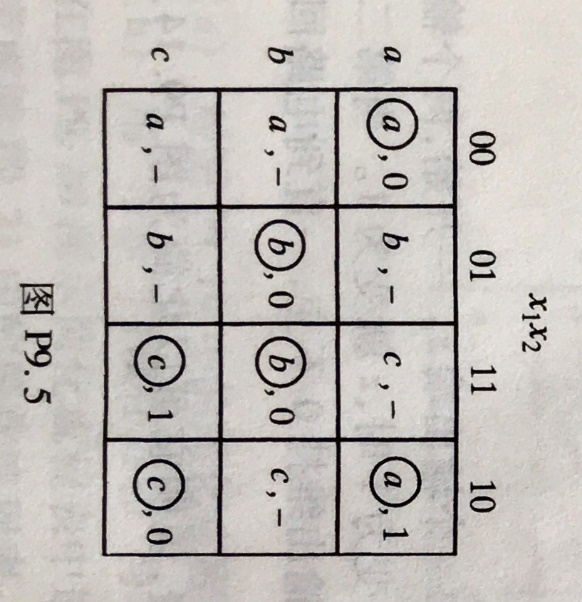 x₁x₂
00 01 11 10
a ⓐ,0 b,– c,– ⓐ,1
b a,– ⓑ,0 ⓑ,0 c,–
c a,– b,– ⓒ,1 ⓒ,0
图 P9.5